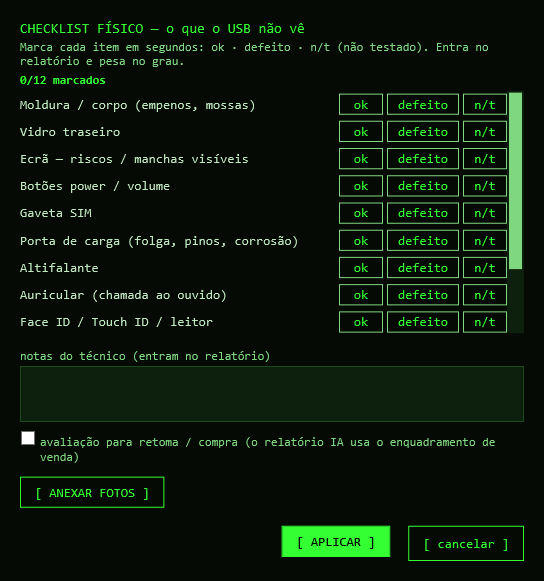 CHECKLIST FÍSICO — o que o USB não vê
Marca cada item em segundos: ok · defeito · n/t (não testado). Entra no
relatório e pesa no grau.
0/12 marcados
Moldura / corpo (empenos, mossas) ok defeito n/t
Vidro traseiro ok defeito n/t
Ecrã — riscos / manchas visíveis ok defeito n/t
Botões power / volume ok defeito n/t
Gaveta SIM ok defeito n/t
Porta de carga (folga, pinos, corrosão) ok defeito n/t
Altifalante ok defeito n/t
Auricular (chamada ao ouvido) ok defeito n/t
Face ID / Touch ID / leitor ok defeito n/t
notas do técnico (entram no relatório)
avaliação para retoma / compra (o relatório IA usa o enquadramento de
venda)
[ ANEXAR FOTOS ]
[ APLICAR ] [ cancelar ]